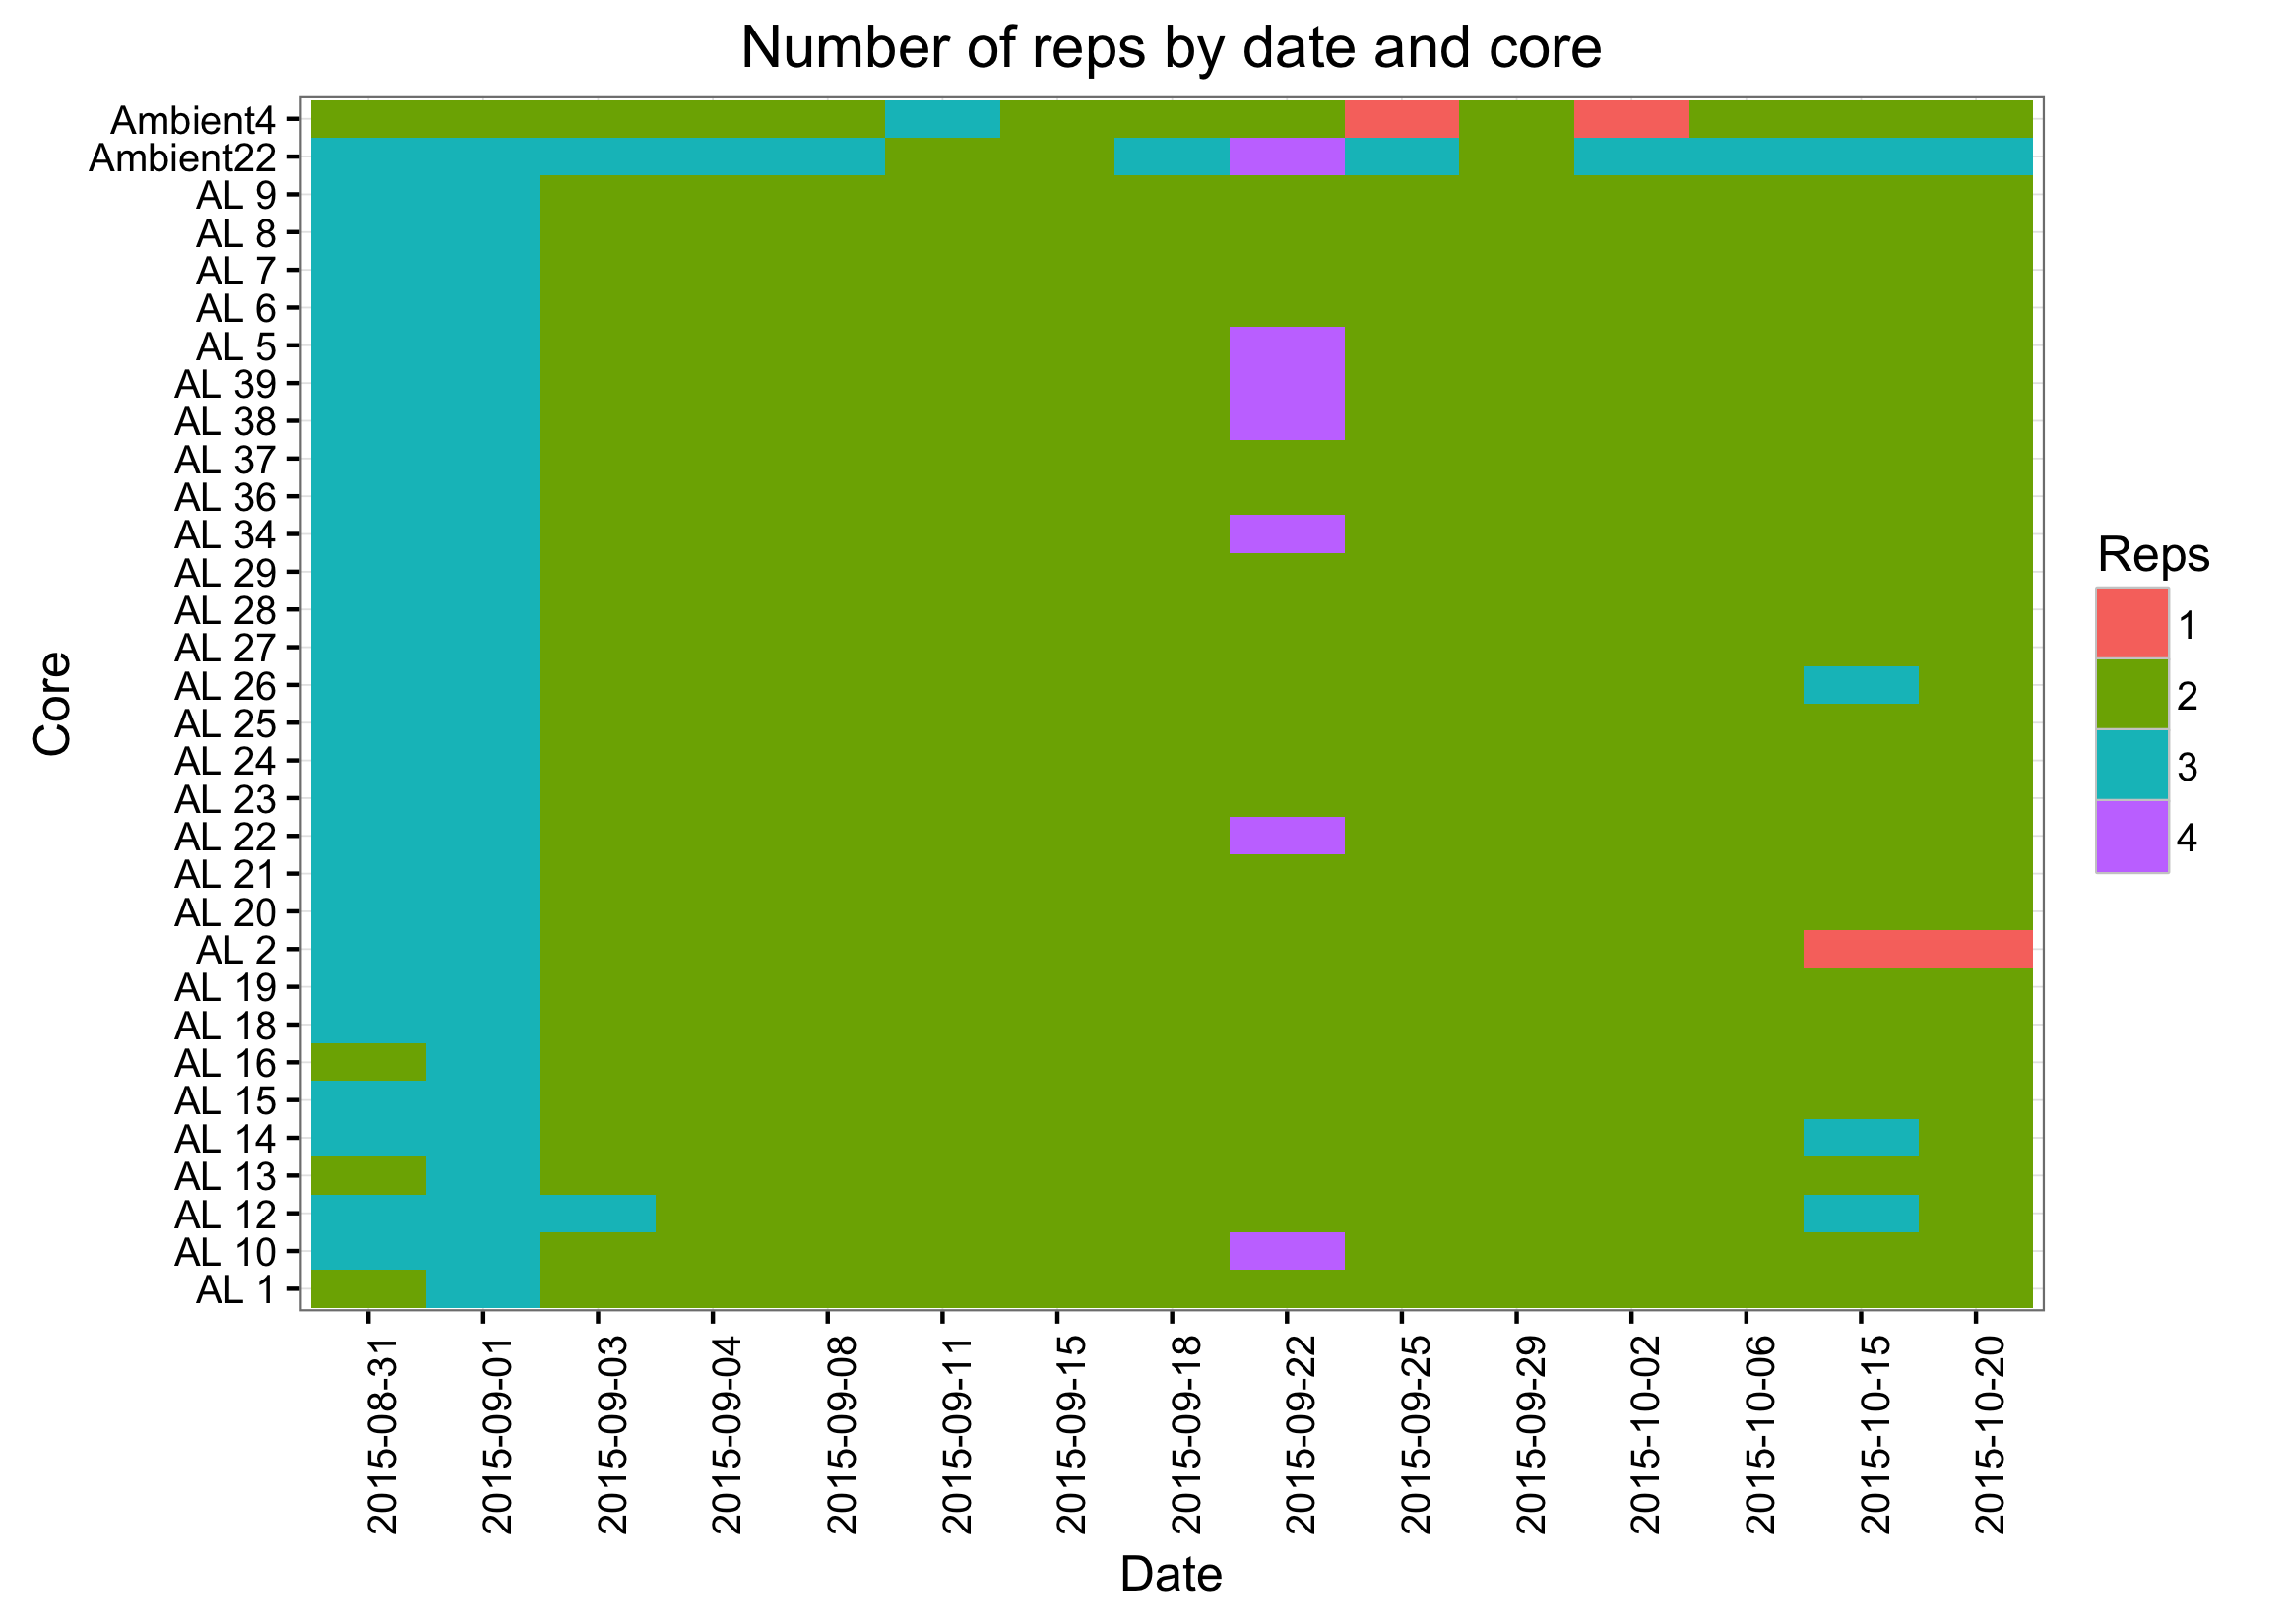 Number of reps by date and core
Ambient4
Ambient22
AL 9
AL 8
AL 7
AL 6
AL 5
AL 39
AL 38
AL 37
AL 36
AL 34
AL 29
AL 28
AL 27
AL 26
AL 25
AL 24
AL 23
AL 22
AL 21
AL 20
AL 2
AL 19
AL 18
AL 16
AL 15
AL 14
AL 13
AL 12
AL 10
AL 1
Core
2015-08-31
2015-09-01
2015-09-03
2015-09-04
2015-09-08
2015-09-11
2015-09-15
2015-09-18
2015-09-22
2015-09-25
2015-09-29
2015-10-02
2015-10-06
2015-10-15
2015-10-20
Date
Reps
1
2
3
4